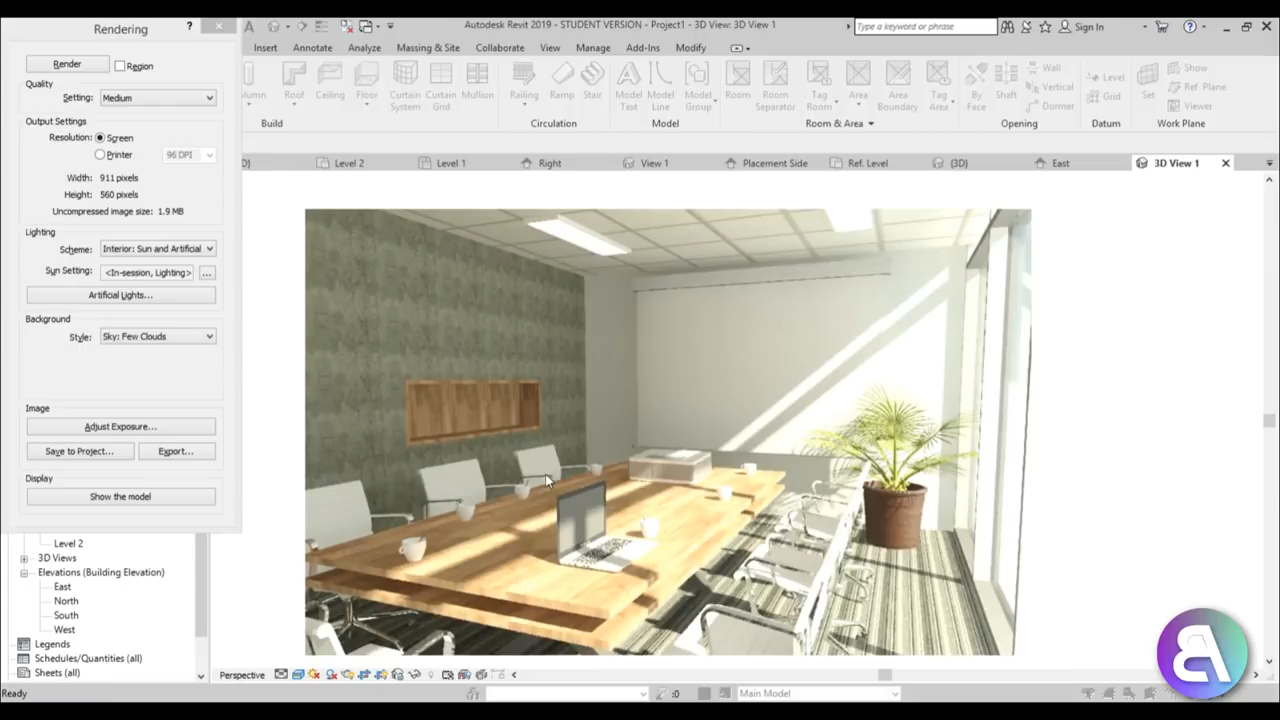 Rendering ?
Autodesk Revit 2019 - STUDENT VERSION - Project1 - 3D View: 3D View 1
Type a keyword or phrase
Sign In
Insert Annotate Analyze Massing & Site Collaborate View Manage Add-Ins Modify
Roof Ceiling Floor Curtain System Curtain Grid Mullion Railing Ramp Stair Model Text Model Line Model Group Room Room Separator Tag Room Area Area Boundary Tag Area By Face Shaft Wall Vertical Dormer Level Grid Set Show Ref Plane Viewer
Build Circulation Model Room & Area Opening Datum Work Plane
Level 2 Level 1 Right View 1 Placement Side Ref. Level (3D) East 3D View 1
Render Region
Quality
Setting: Medium
Output Settings
Resolution: Screen
Printer 96 DPI
Width: 911 pixels
Height: 560 pixels
Uncompressed image size: 1.9 MB
Lighting
Scheme: Interior: Sun and Artificial
Sun Setting: <In-session, Lighting> ...
Artificial Lights...
Background
Style: Sky: Few Clouds
Image
Adjust Exposure...
Save to Project... Export...
Display
Show the model
Level 2
3D Views
Elevations (Building Elevation)
East
North
South
West
Legends
Schedules/Quantities (all)
Sheets (all)
Perspective
Ready
:0
Main Model